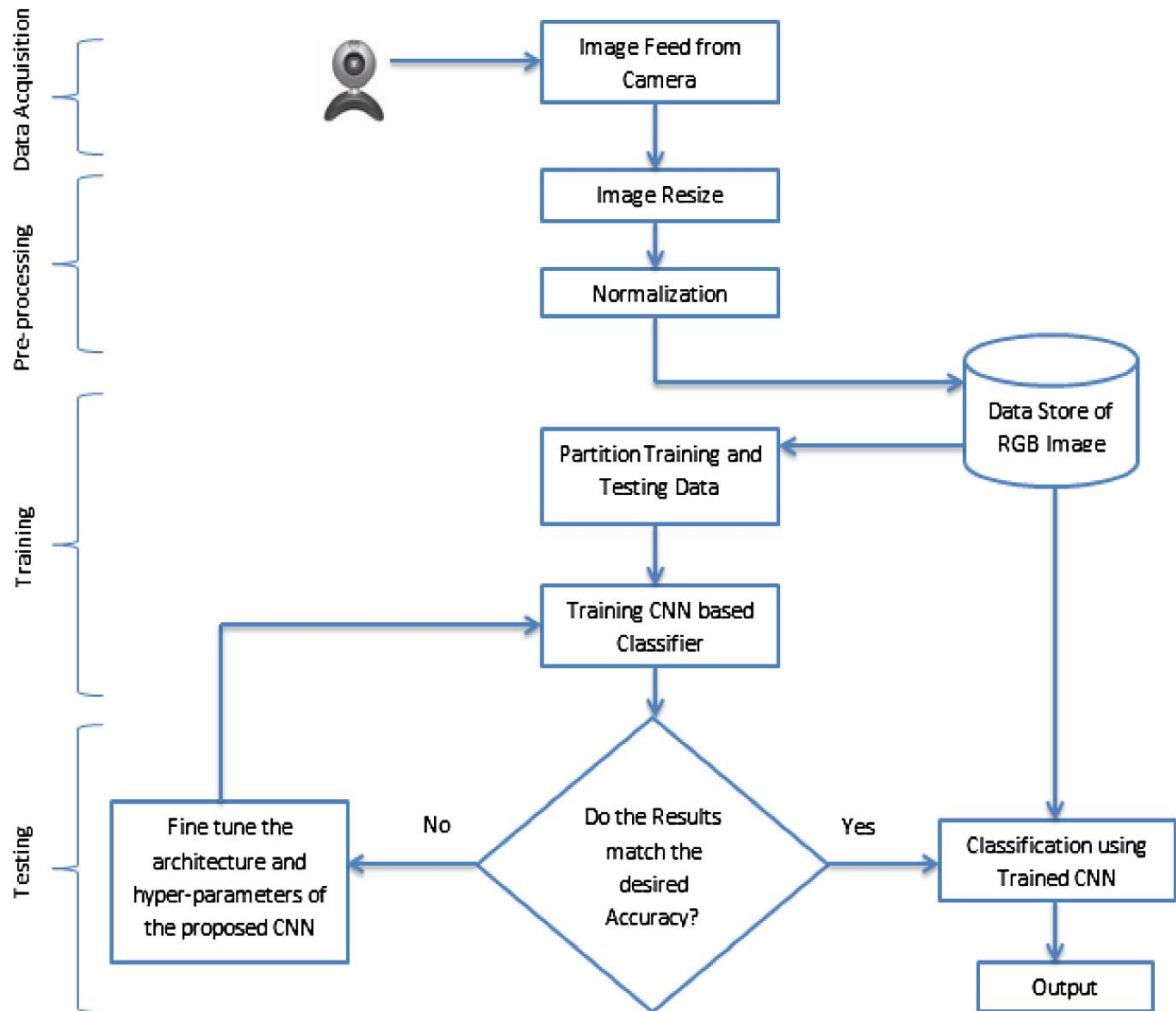 Data Acquisition
Image Feed from
Camera
Pre-processing
Image Resize
Normalization
Data Store of
RGB Image
Training
Partition Training and
Testing Data
Training CNN based
Classifier
Testing
Fine tune the
architecture and
hyper-parameters of
the proposed CNN
No
Do the Results
match the
desired
Accuracy?
Yes
Classification using
Trained CNN
Output